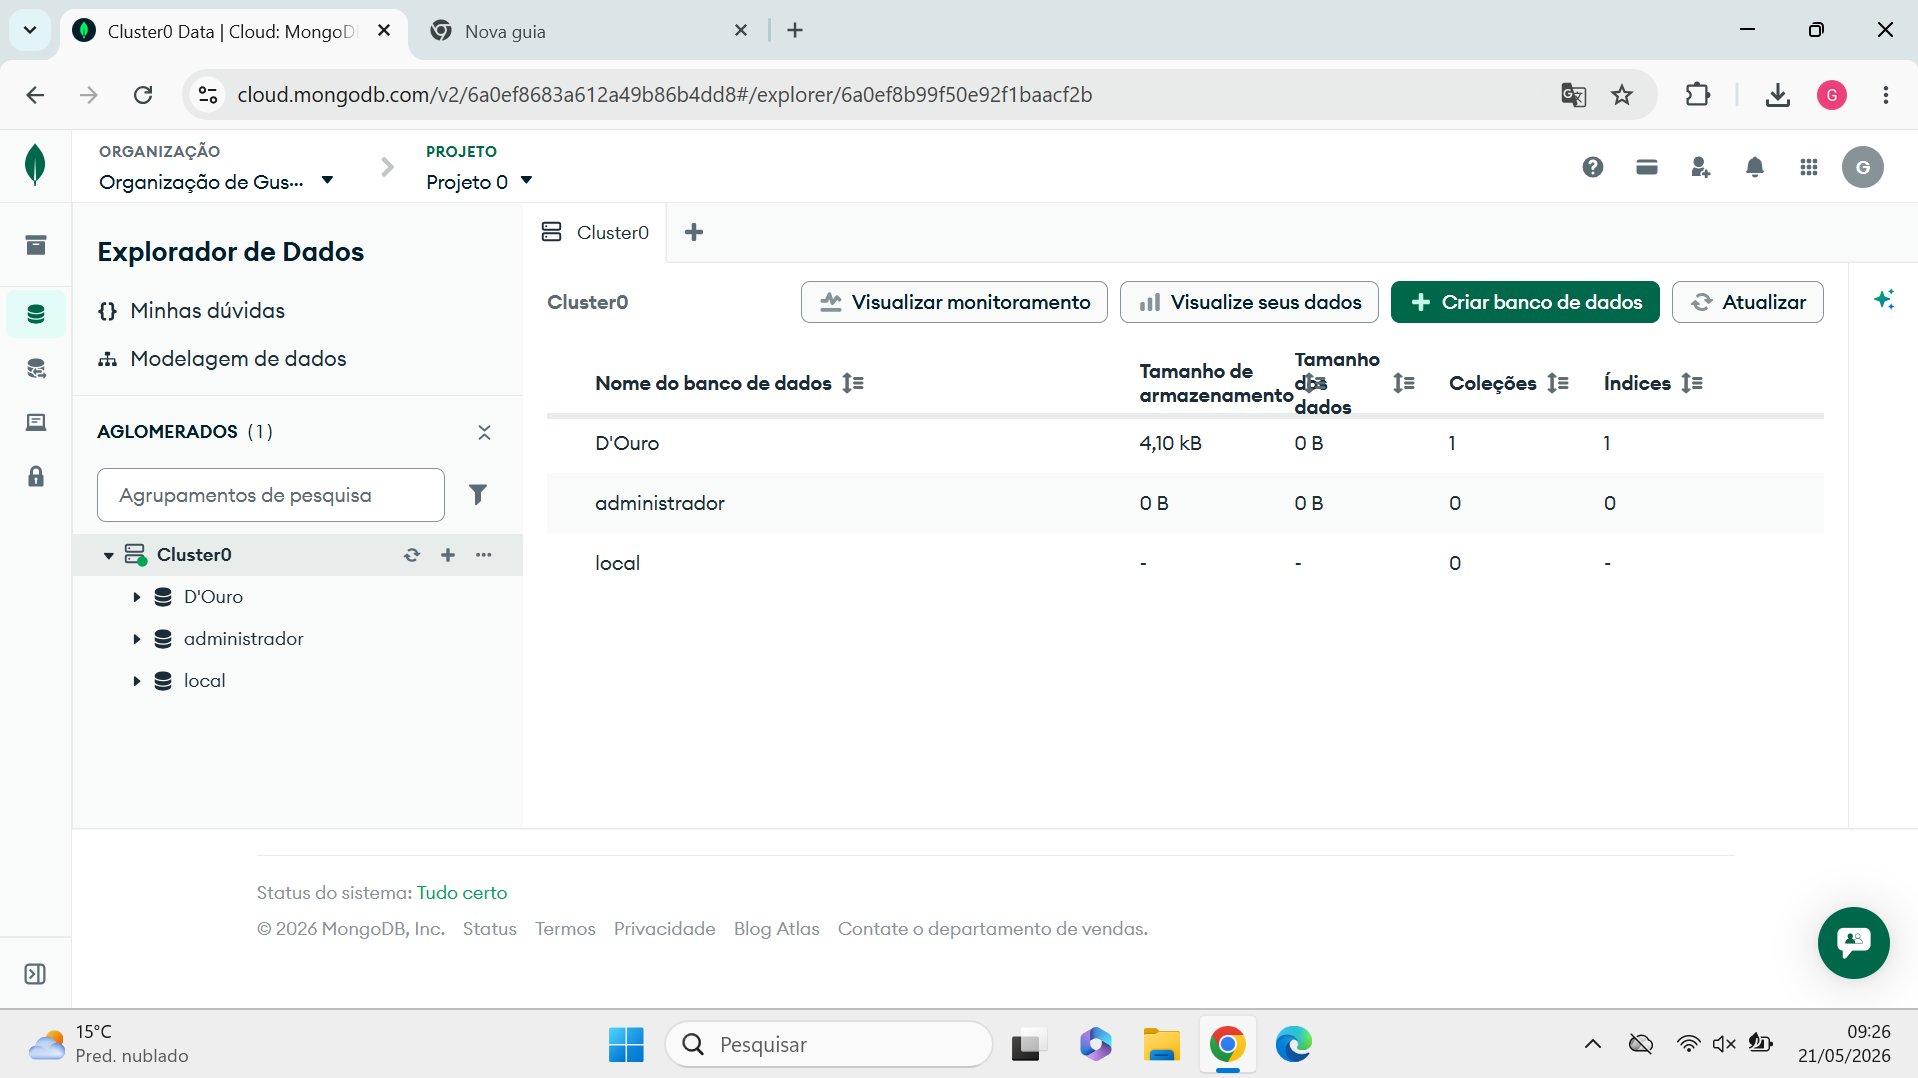 Cluster0 Data | Cloud: MongoD
Nova guia
cloud.mongodb.com/v2/6a0ef8683a612a49b86b4dd8#/explorer/6a0ef8b99f50e92f1baacf2b
G
ORGANIZAÇÃO
Organização de Gus...
PROJETO
Projeto 0
G
Explorador de Dados
Minhas dúvidas
Modelagem de dados
AGLOMERADOS (1)
Agrupamentos de pesquisa
Cluster0
D'Ouro
administrador
local
Cluster0
Cluster0
Visualizar monitoramento
Visualize seus dados
Criar banco de dados
Atualizar
Nome do banco de dados
Tamanho de
armazenamento
Tamanho
dos
dados
Coleções
Índices
D'Ouro 4,10 kB 0 B 1 1
administrador 0 B 0 B 0 0
local - - 0 -
Status do sistema: Tudo certo
© 2026 MongoDB, Inc. Status Termos Privacidade Blog Atlas Contate o departamento de vendas.
15°C
Pred. nublado
Pesquisar
09:26
21/05/2026